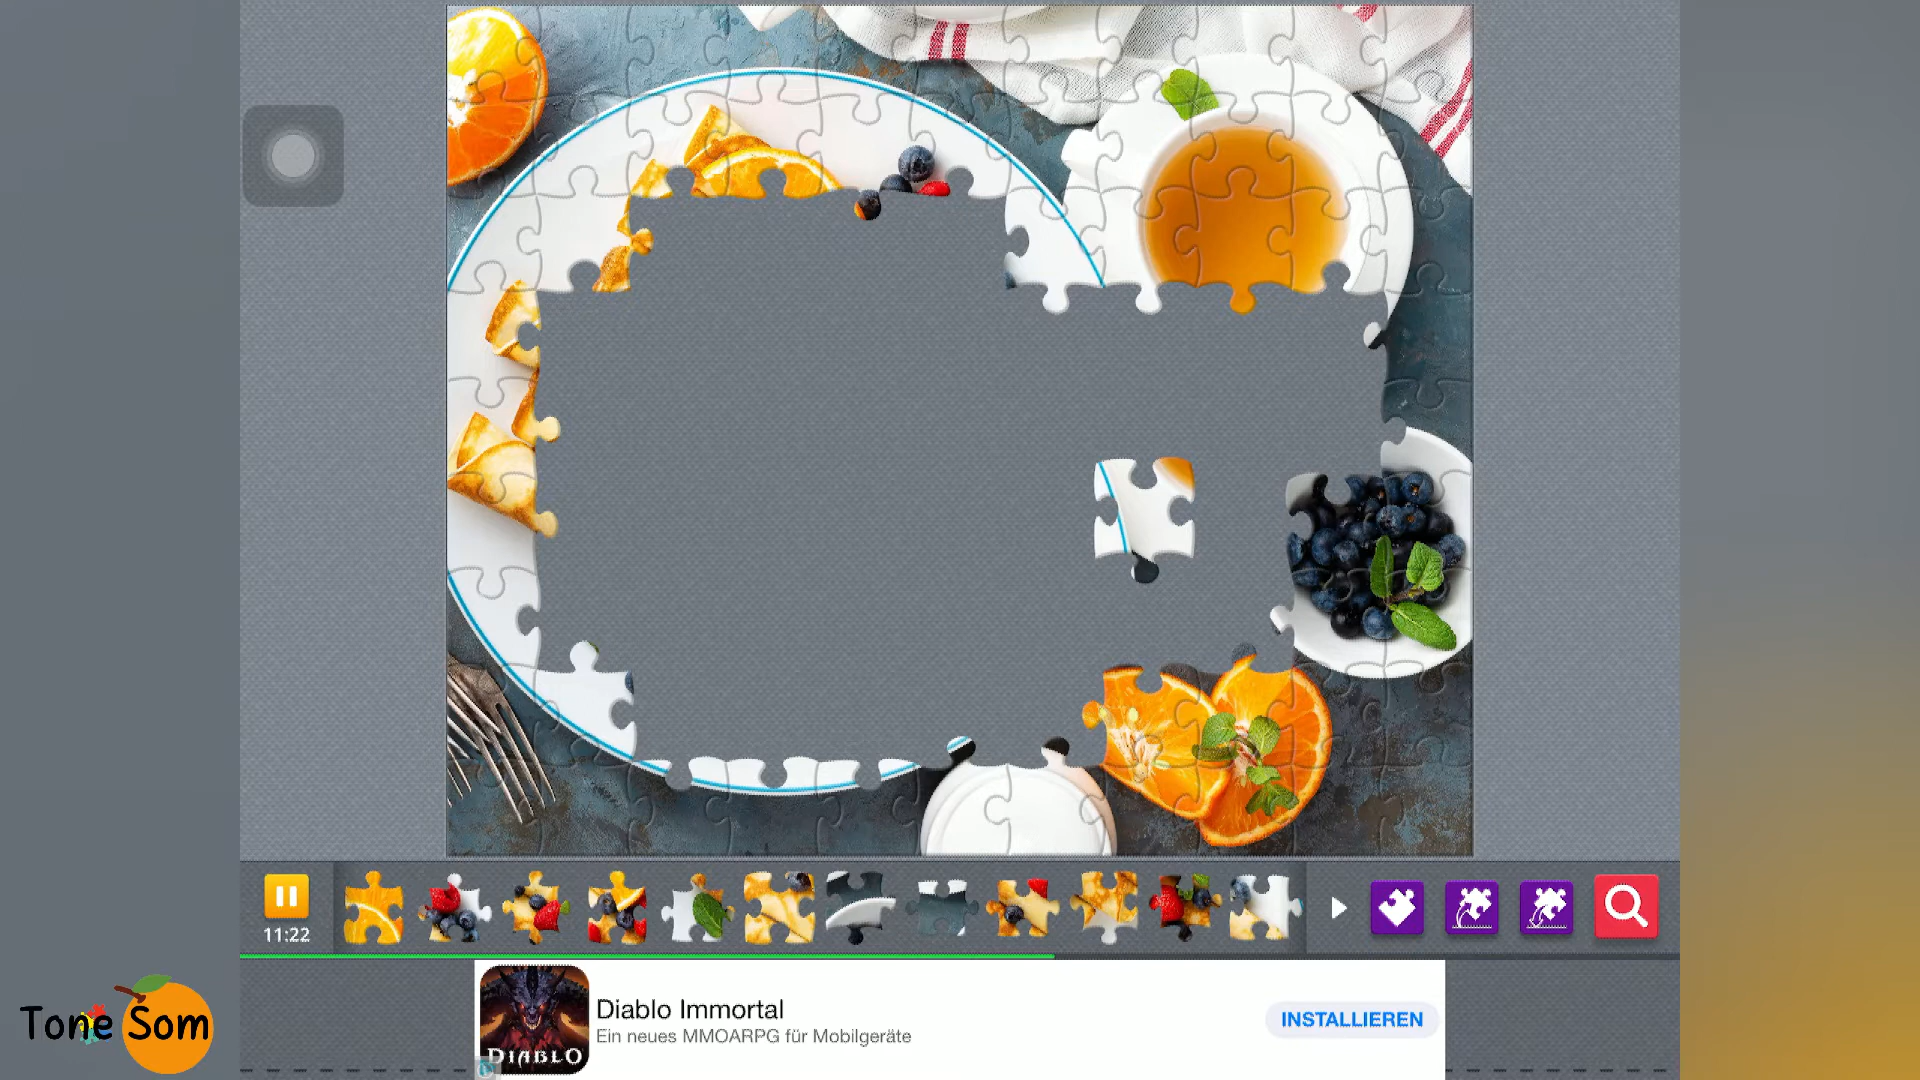 11:22
Tone Som
DIABLO
Diablo Immortal
Ein neues MMOARPG für Mobilgeräte
INSTALLIEREN